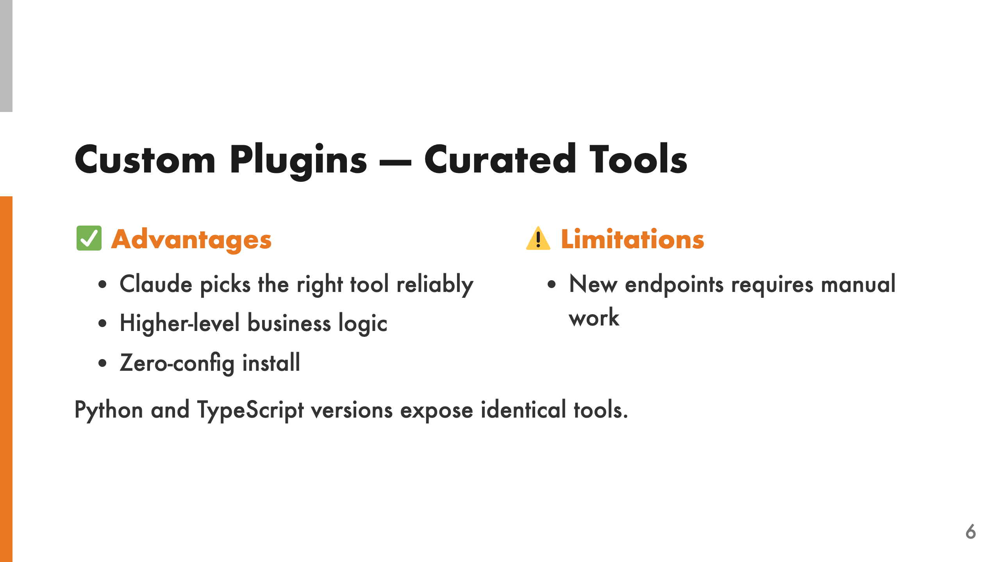 Custom Plugins — Curated Tools
✅ Advantages
• Claude picks the right tool reliably
• Higher-level business logic
• Zero-config install
⚠️ Limitations
• New endpoints requires manual
work
Python and TypeScript versions expose identical tools.
6